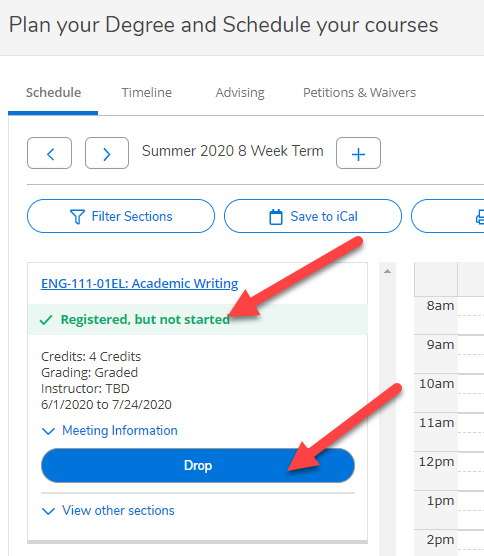 Plan your Degree and Schedule your courses
Schedule Timeline Advising Petitions & Waivers
Summer 2020 8 Week Term
Filter Sections Save to iCal
ENG-111-01EL: Academic Writing
Registered, but not started
Credits: 4 Credits
Grading: Graded
Instructor: TBD
6/1/2020 to 7/24/2020
Meeting Information
Drop
View other sections
8am
9am
10am
11am
12pm
1pm
2pm